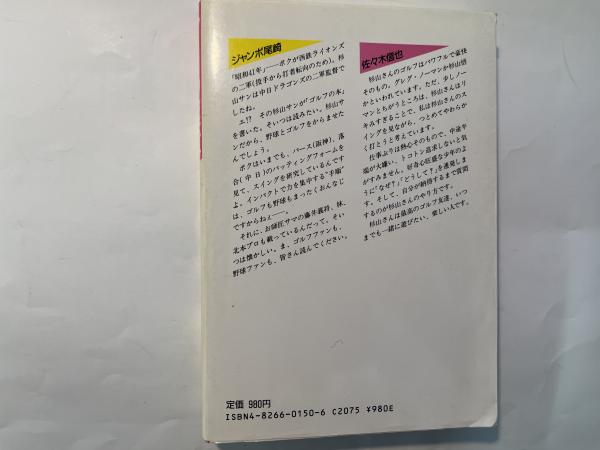 ジャンボ尾崎
「昭和41年」――ボクが西鉄ライオンズ
の二軍(投手から打者転向のため)。杉
山サンは中日ドラゴンズの二軍監督で
したね。
エ!? その杉山サンが「ゴルフの本」
を書いた。そいつは読みたい。杉山サ
ンだから、野球とゴルフをからませた
んでしょう。
ボクはいまでも、バース(阪神)、落
合(中日)のバッティングフォームを
見て、スイングを研究しているんです
よ。インパクトで力を集中する"手順"
は、ゴルフも野球もまったくおんなじ
ですからねェ――。
それに、お師匠サマの藤井義将、林、
北本プロも載っているんだって。そい
つは懐かしい。ま、ゴルフファンも、
野球ファンも、皆さん読んでください。
佐々木信也
杉山さんのゴルフはパワフルで豪快
そのもの。グレグ・ノーマンか杉山悟
かといわれています。ただ、少しノー
マンとちがうところは、杉山さんはリ
キみすぎることで、私は杉山さんのス
イングを見ながら、つとめてやわらか
く打とうと考えています。
仕事ぶりは熱心そのもので、中途半
端が大嫌い、トコトン追求しないと気
がすみません。好奇心旺盛な少年のよ
うに"なぜ?"どうして?"を連発しま
す。そして、自分が納得するまで質問
するのが杉山さんのやり方です。
杉山さんは最高のゴルフ友達、いつ
までも一緒に遊びたい、楽しい人です。
定価 980円
ISBN4-8266-0150-6 C2075 ¥980E